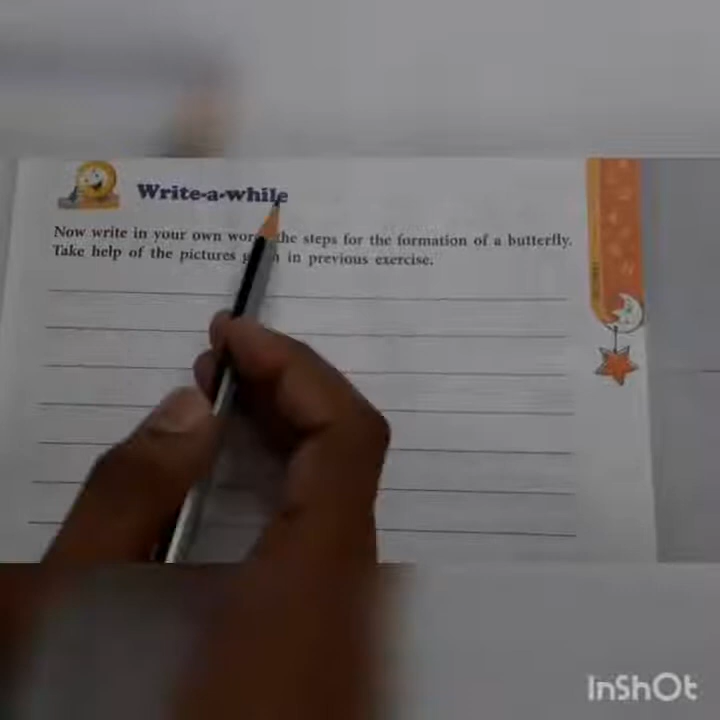 Write-a-while
Now write in your own the steps for the formation of a butterfly.
Take help of the pictures in previous exercise.
InShOt